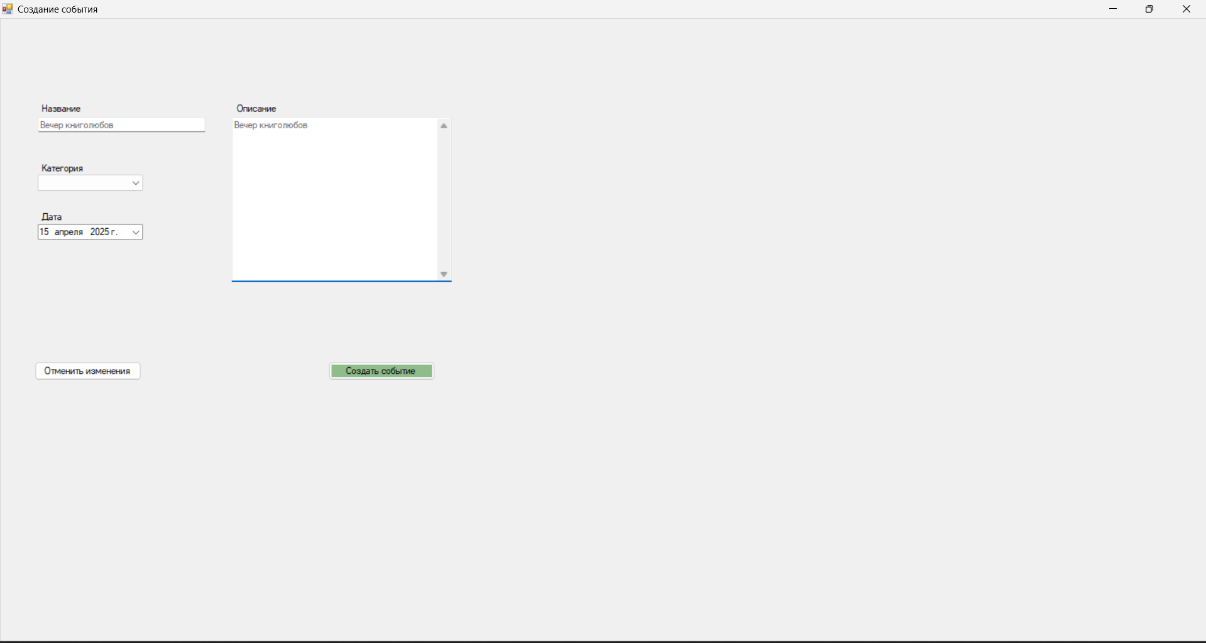 Создание события
Название
Вечер книголюбов
Категория
Дата
15 апреля 2025 г.
Описание
Вечер книголюбов
Отменить изменения
Создать событие